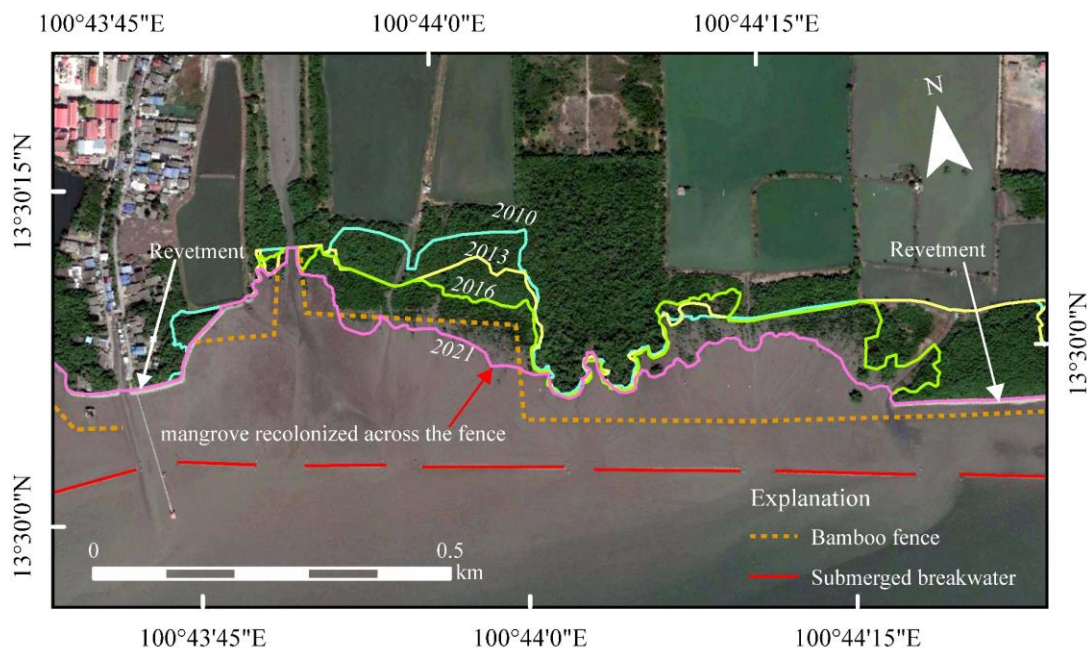 100°43'45"E
100°44'0"E
100°44'15"E
N
13°30'15"N
13°30'0"N
2010
Revetment
2013
Revetment
2016
2021
13°30'0"N
mangrove recolonized across the fence
Explanation
0
0.5
km
Bamboo fence
Submerged breakwater
100°43'45"E
100°44'0"E
100°44'15"E